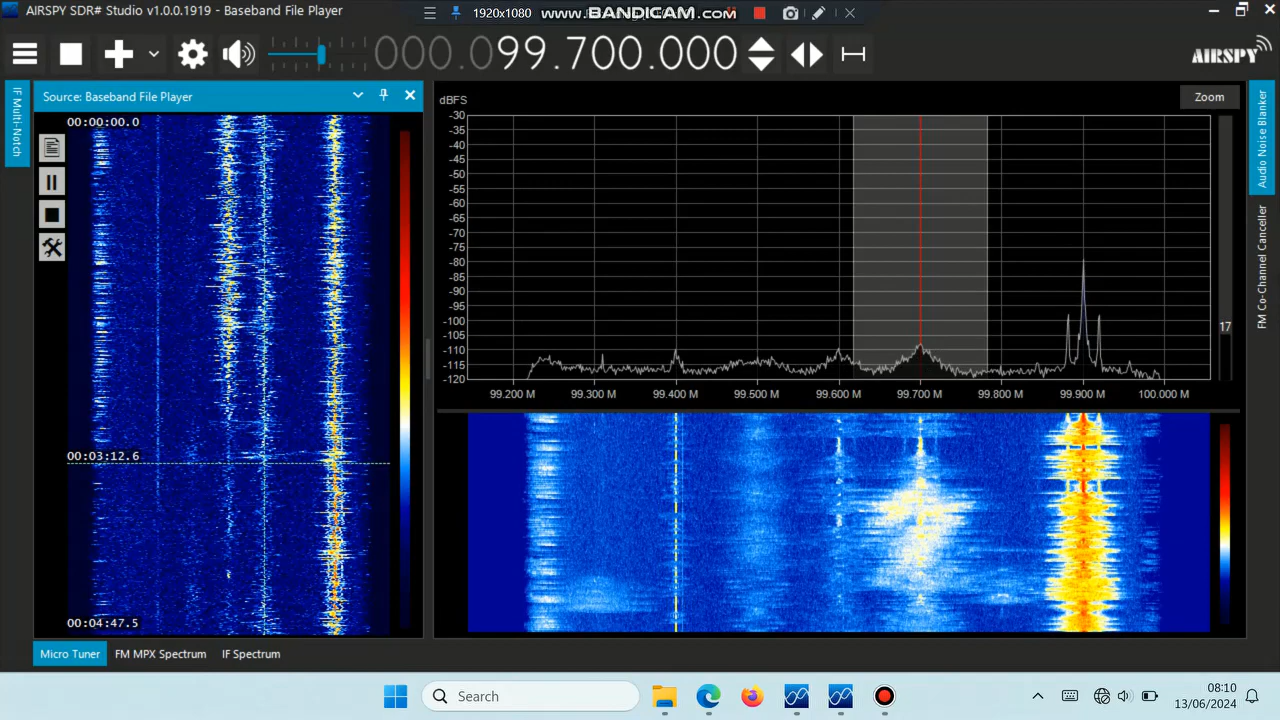 AIRSPY SDR# Studio v1.0.0.1919 - Baseband File Player
1920x1080
www.BANDICAM.com
000.099.700.000
AIRSPY
IF Multi-Notch
Source: Baseband File Player
00:00:00.0
00:03:12.6
00:04:47.5
dBFS
Zoom
-30
-35
-40
-45
-50
-55
-60
-65
-70
-75
-80
-85
-90
-95
-100
-105
-110
-115
-120
17
99.200 M 99.300 M 99.400 M 99.500 M 99.600 M 99.700 M 99.800 M 99.900 M 100.000 M
Audio Noise Blanker
FM Co-Channel Canceller
Micro Tuner FM MPX Spectrum IF Spectrum
Search
08:10
13/06/2024